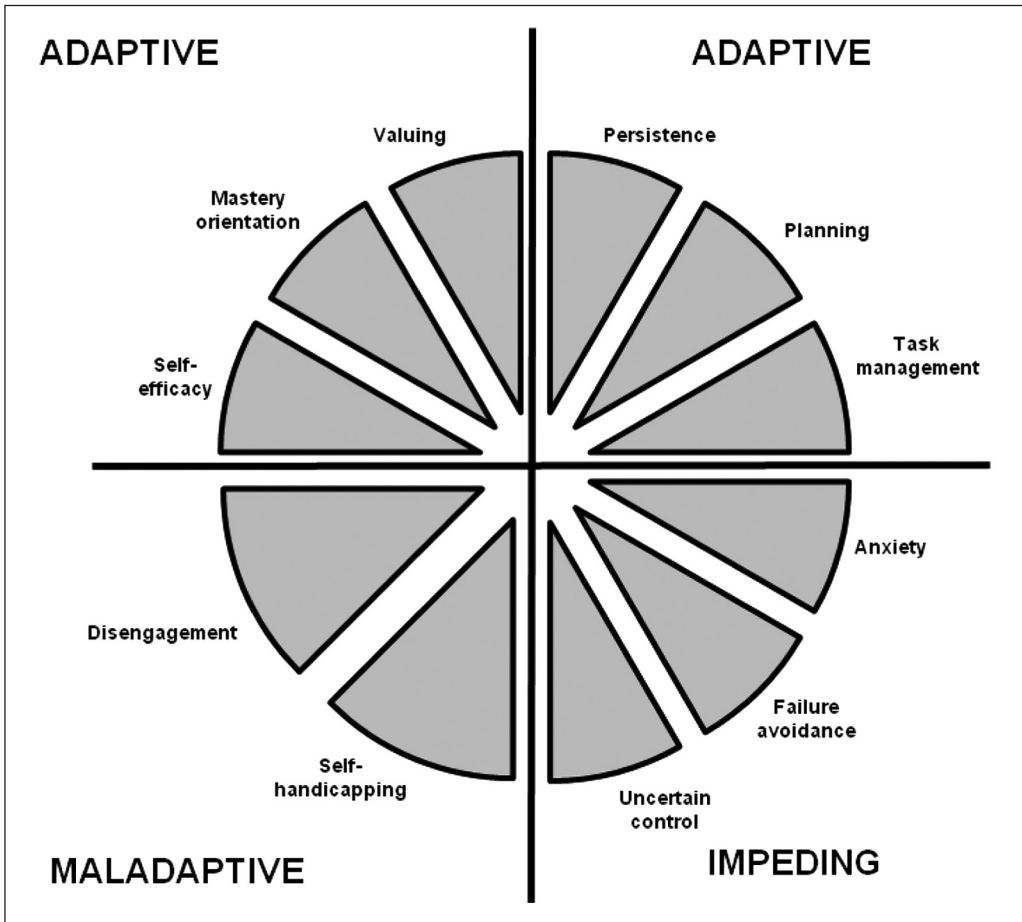 ADAPTIVE
ADAPTIVE
Valuing
Persistence
Mastery
orientation
Planning
Self-
efficacy
Task
management
Anxiety
Disengagement
Failure
avoidance
Self-
handicapping
Uncertain
control
MALADAPTIVE
IMPEDING